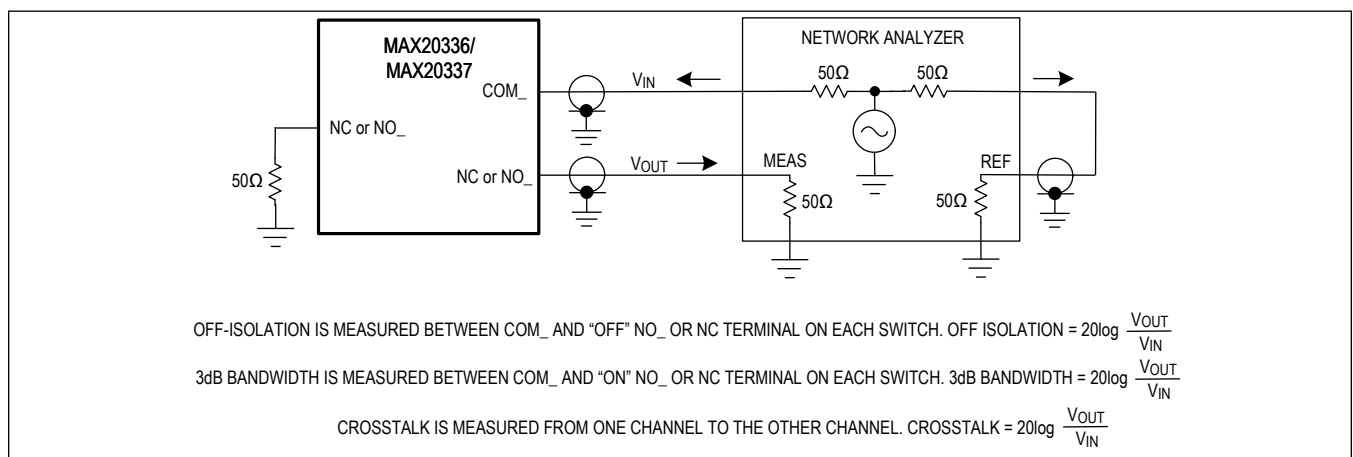 MAX20336/
MAX20337
NETWORK ANALYZER
COM_
VIN
50Ω
50Ω
NC or NO_
50Ω
NC or NO_
VOUT
MEAS
50Ω
REF
50Ω
OFF-ISOLATION IS MEASURED BETWEEN COM_ AND “OFF” NO_ OR NC TERMINAL ON EACH SWITCH. OFF ISOLATION = 20log VOUT/VIN
3dB BANDWIDTH IS MEASURED BETWEEN COM_ AND “ON” NO_ OR NC TERMINAL ON EACH SWITCH. 3dB BANDWIDTH = 20log VOUT/VIN
CROSSTALK IS MEASURED FROM ONE CHANNEL TO THE OTHER CHANNEL. CROSSTALK = 20log VOUT/VIN